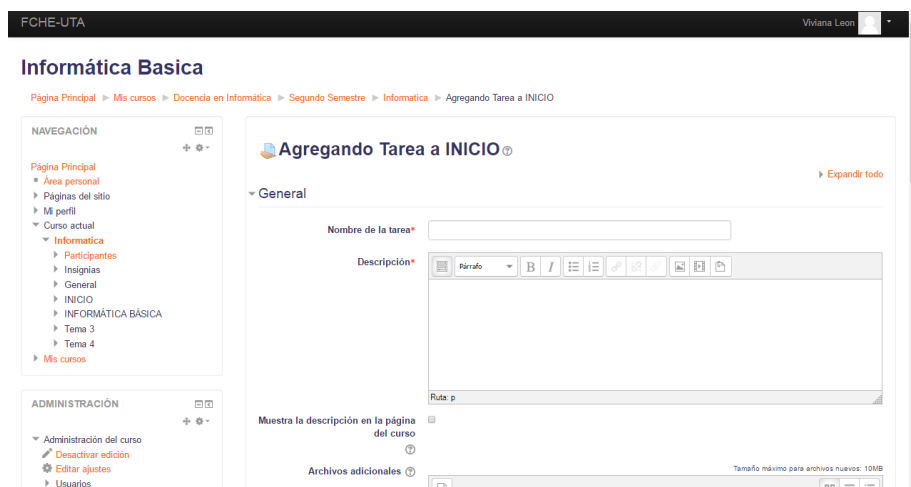 FCHE-UTA
Viviana Leon
Informática Basica
Página Principal
Mis cursos
Docencia en Informática
Segundo Semestre
Informatica
Agregando Tarea a INICIO
NAVEGACIÓN
Página Principal
Área personal
Páginas del sitio
Mi perfil
Curso actual
Informatica
Participantes
Insignias
General
INICIO
INFORMÁTICA BÁSICA
Tema 3
Tema 4
Mis cursos
ADMINISTRACIÓN
Administración del curso
Desactivar edición
Editar ajustes
Usuarios
Agregando Tarea a INICIO
Expandir todo
General
Nombre de la tarea*
Descripción*
Párrafo
B I
Ruta: p
Muestra la descripción en la página
del curso
Archivos adicionales
Tamaño máximo para archivos nuevos: 10MB